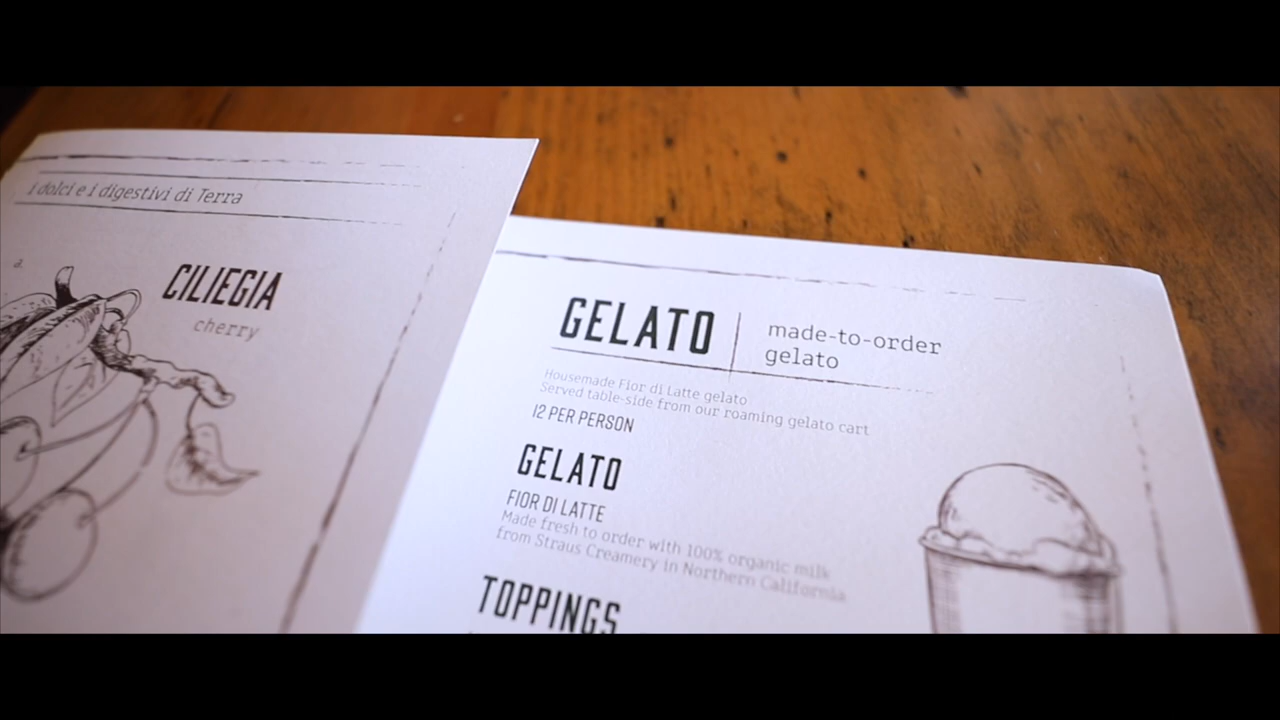 i dolci e i digestivi di Terra
a.
CILIEGIA
cherry
GELATO
made-to-order
gelato
Housemade Fior di Latte gelato
Served table-side from our roaming gelato cart
12 PER PERSON
GELATO
FIOR DI LATTE
Made fresh to order with 100% organic milk
from Straus Creamery in Northern California
TOPPINGS